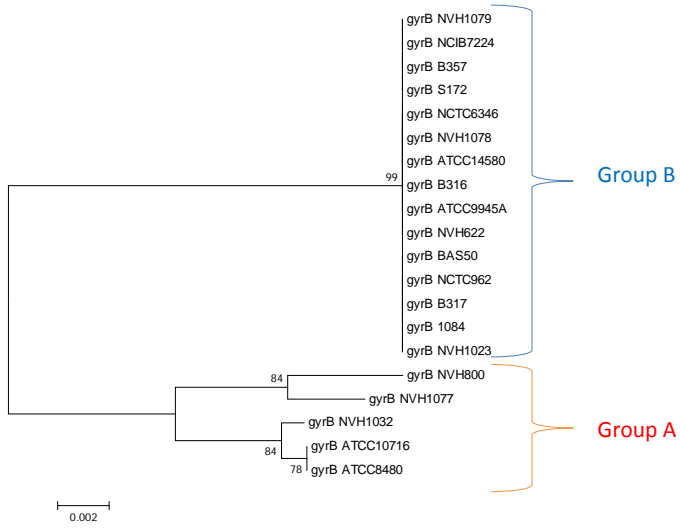 gyrB NVH1079
gyrB NCIB7224
gyrB B357
gyrB S172
gyrB NCTC6346
gyrB NVH1078
gyrB ATCC14580
99
gyrB B316
Group B
gyrB ATCC9945A
gyrB NVH622
gyrB BAS50
gyrB NCTC962
gyrB B317
gyrB 1084
gyrB NVH1023
84
gyrB NVH800
gyrB NVH1077
gyrB NVH1032
Group A
84
gyrB ATCC10716
78
gyrB ATCC8480
0.002